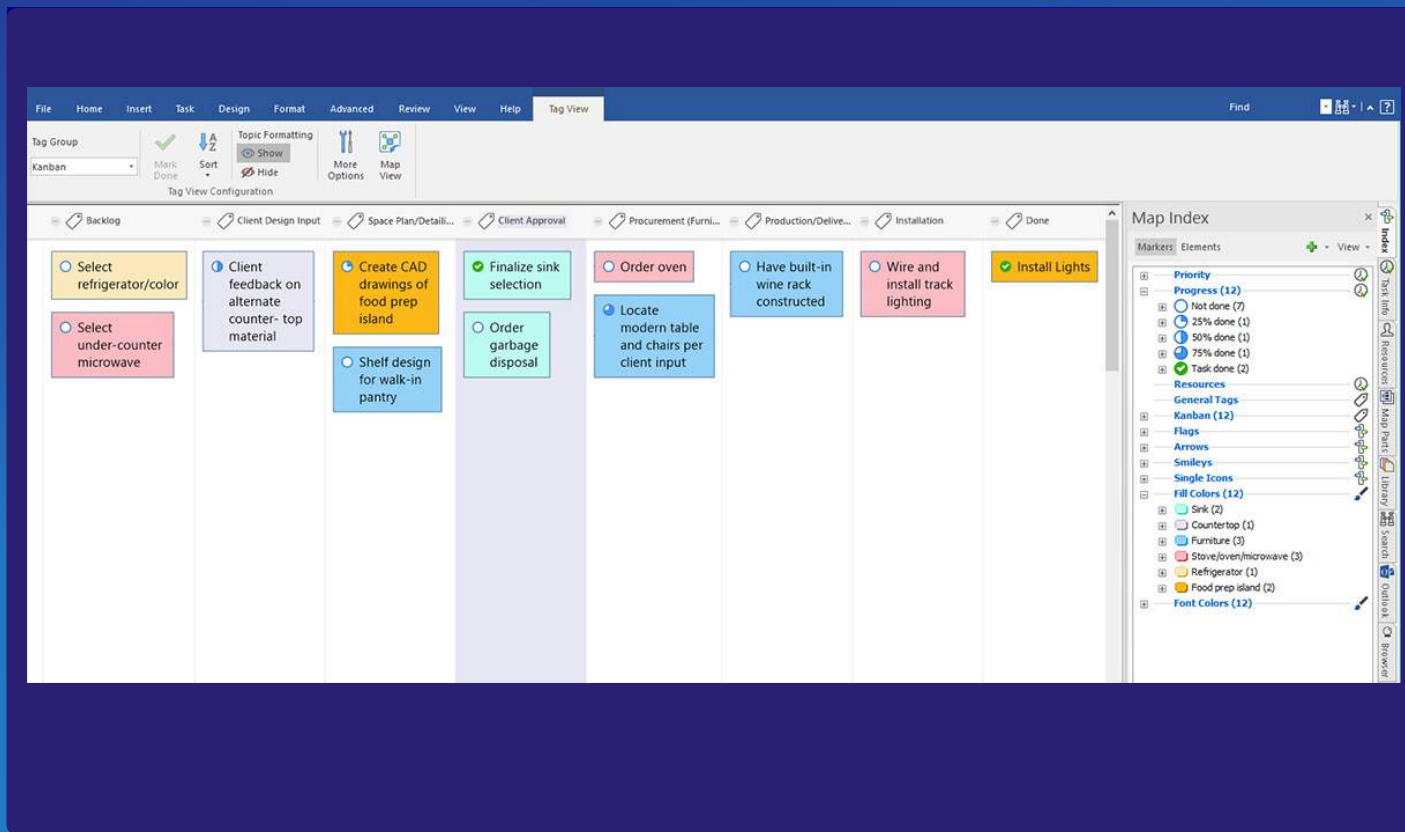 File Home Insert Task Design Format Advanced Review View Help Tag View Find
Tag Group
Kanban
Mark
Done
Sort
Topic Formatting
Show
Hide
More
Options
Map
View
Tag View Configuration
Backlog Client Design Input Space Plan/Detaili... Client Approval Procurement (Furni... Production/Delive... Installation Done
Select
refrigerator/color
Select
under-counter
microwave
Client
feedback on
alternate
counter- top
material
Create CAD
drawings of
food prep
island
Shelf design
for walk-in
pantry
Finalize sink
selection
Order
garbage
disposal
Order oven
Locate
modern table
and chairs per
client input
Have built-in
wine rack
constructed
Wire and
install track
lighting
Install Lights
Map Index
Markers Elements View
Priority
Progress (12)
Not done (7)
25% done (1)
50% done (1)
75% done (1)
Task done (2)
Resources
General Tags
Kanban (12)
Flags
Arrows
Smileys
Single Icons
Fill Colors (12)
Sink (2)
Countertop (1)
Furniture (3)
Stove/oven/microwave (3)
Refrigerator (1)
Food prep island (2)
Font Colors (12)
Index
Task Info
Resources
Map Parts
Library
Search
Outlook
Browser